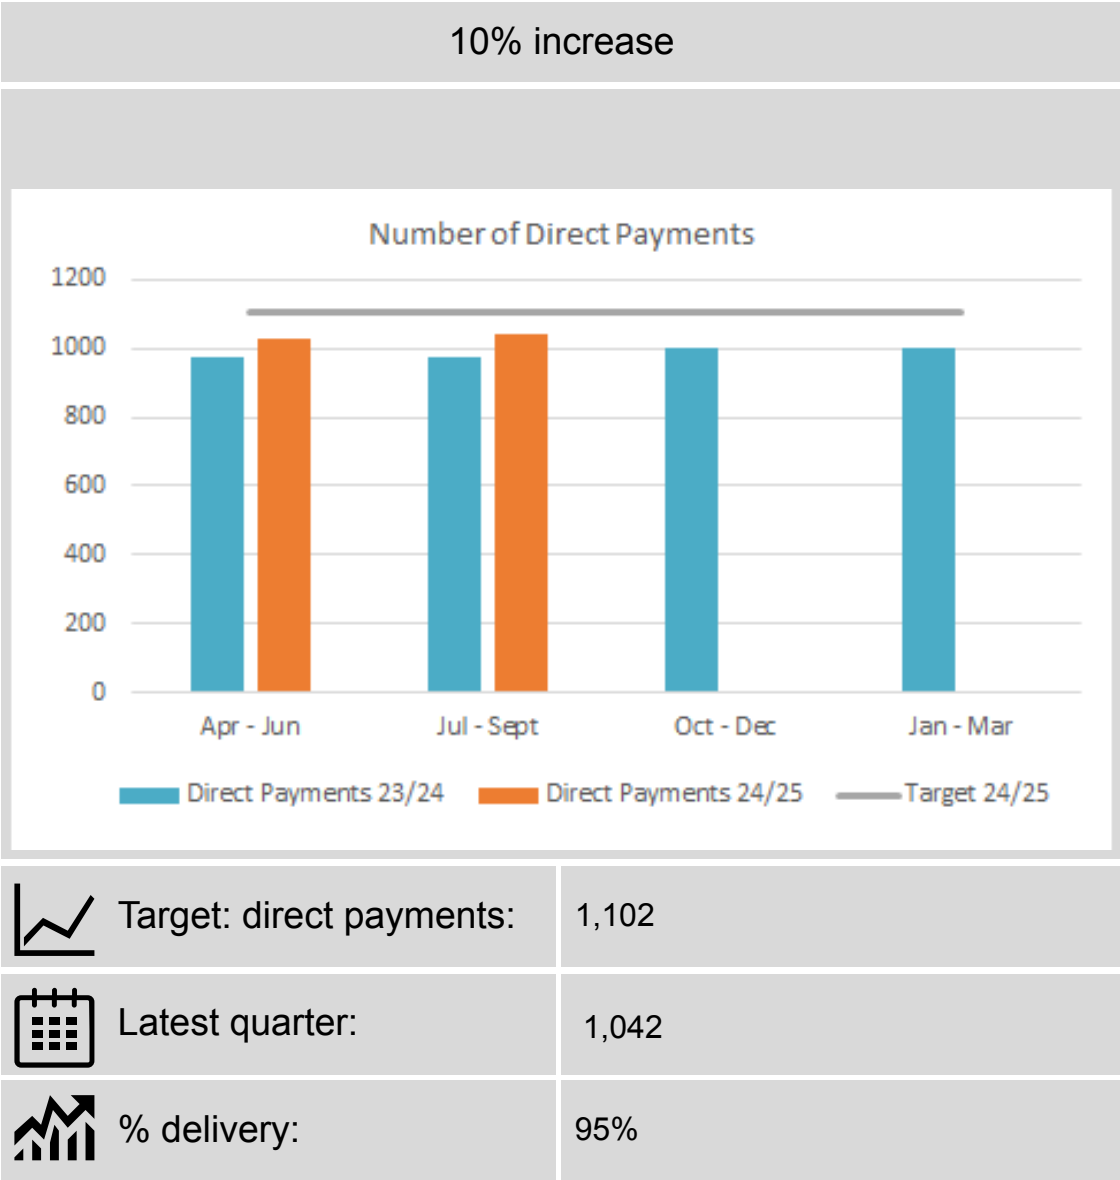 10% increase
Number of Direct Payments
1200
1000
800
600
400
200
0
Apr - Jun Jul - Sept Oct - Dec Jan - Mar
Direct Payments 23/24 Direct Payments 24/25 Target 24/25
Target: direct payments: 1,102
Latest quarter: 1,042
% delivery: 95%